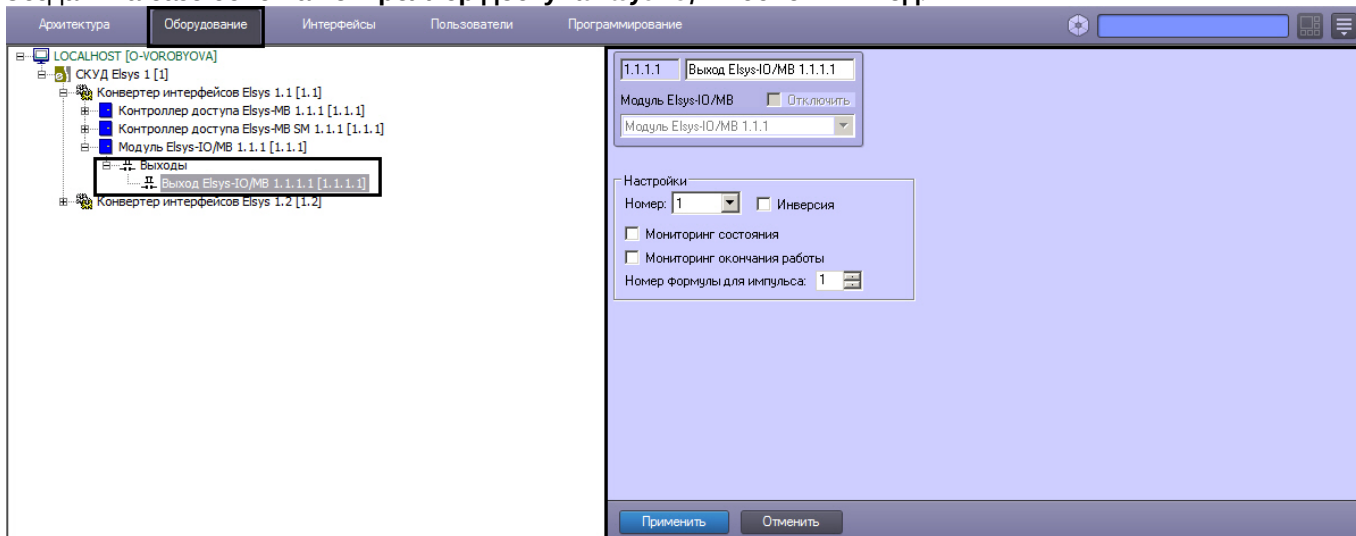 Архитектура Оборудование Интерфейсы Пользователи Программирование
LOCALHOST [O-VOROBYOVA]
СКУД Elsys 1 [1]
Конвертер интерфейсов Elsys 1.1 [1.1]
Контроллер доступа Elsys-MB 1.1.1 [1.1.1]
Контроллер доступа Elsys-MB SM 1.1.1 [1.1.1]
Модуль Elsys-IO/MB 1.1.1 [1.1.1]
Выходы
Выход Elsys-IO/MB 1.1.1.1 [1.1.1.1]
Конвертер интерфейсов Elsys 1.2 [1.2]
1.1.1.1 Выход Elsys-IO/MB 1.1.1.1
Модуль Elsys-IO/MB Отключить
Модуль Elsys-IO/MB 1.1.1
Настройки
Номер: 1 Инверсия
Мониторинг состояния
Мониторинг окончания работы
Номер формулы для импульса: 1
Применить Отменить